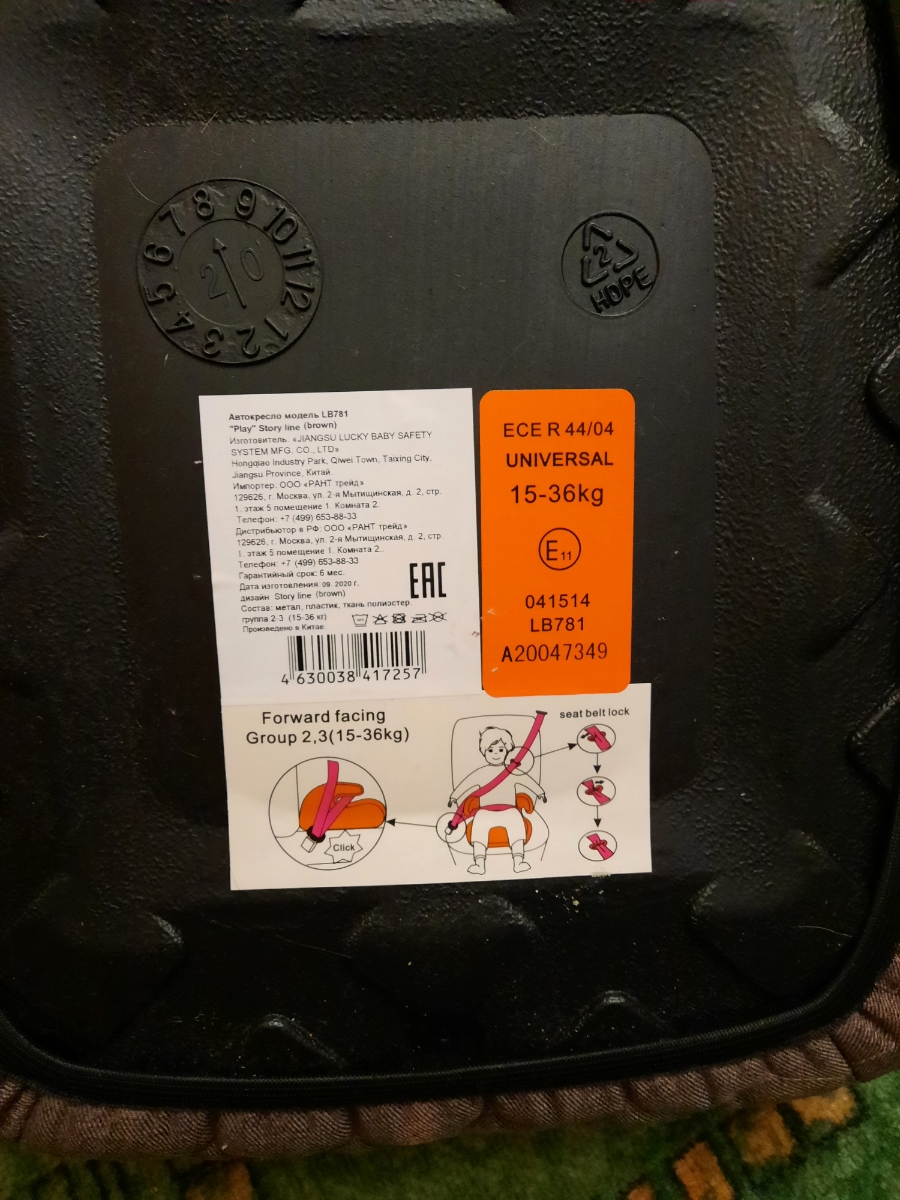 6 7 8 9 10 11 12 1 2 3 4 5
20
2
HDPE
Автокресло модель LB781
"Play" Story line (brown)
Изготовитель: «JIANGSU LUCKY BABY SAFETY
SYSTEM MFG. CO., LTD»
Hongqiao Industry Park, Qiwei Town, Taixing City,
Jiangsu Province, Китай.
Импортер: ООО «РАНТ трейд»
129626, г. Москва, ул. 2-я Мытищинская, д. 2, стр.
1, этаж 5 помещение 1. Комната 2.
Телефон: +7 (499) 653-88-33
Дистрибьютор в РФ: ООО «РАНТ трейд»
129626, г. Москва, ул. 2-я Мытищинская, д. 2, стр.
1, этаж 5 помещение 1. Комната 2..
Телефон: +7 (499) 653-88-33
Гарантийный срок: 6 мес.
Дата изготовления: 09. 2020 г.
дизайн Story line (brown)
Состав: метал, пластик, ткань полиэстер.
группа 2-3 (15-36 кг)
Произведено в Китае.
EAC
4 630038 417257
ECE R 44/04
UNIVERSAL
15-36kg
E11
041514
LB781
A20047349
Forward facing
Group 2,3(15-36kg)
seat belt lock
Click